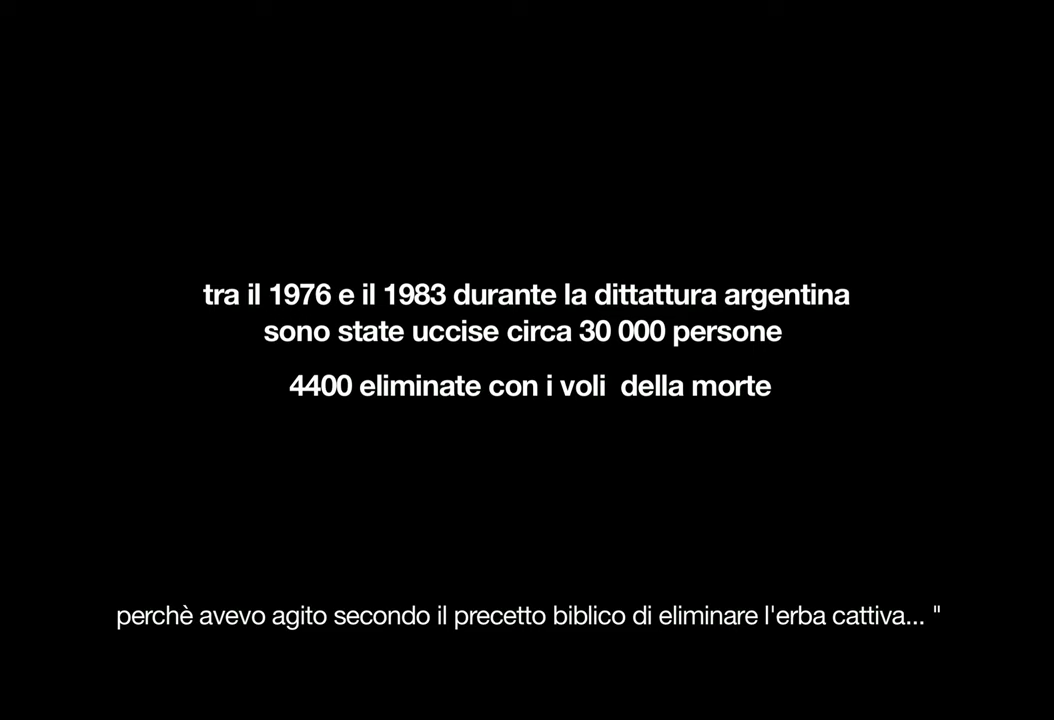 tra il 1976 e il 1983 durante la dittattura argentina
sono state uccise circa 30 000 persone
4400 eliminate con i voli  della morte
perchè avevo agito secondo il precetto biblico di eliminare l'erba cattiva... "